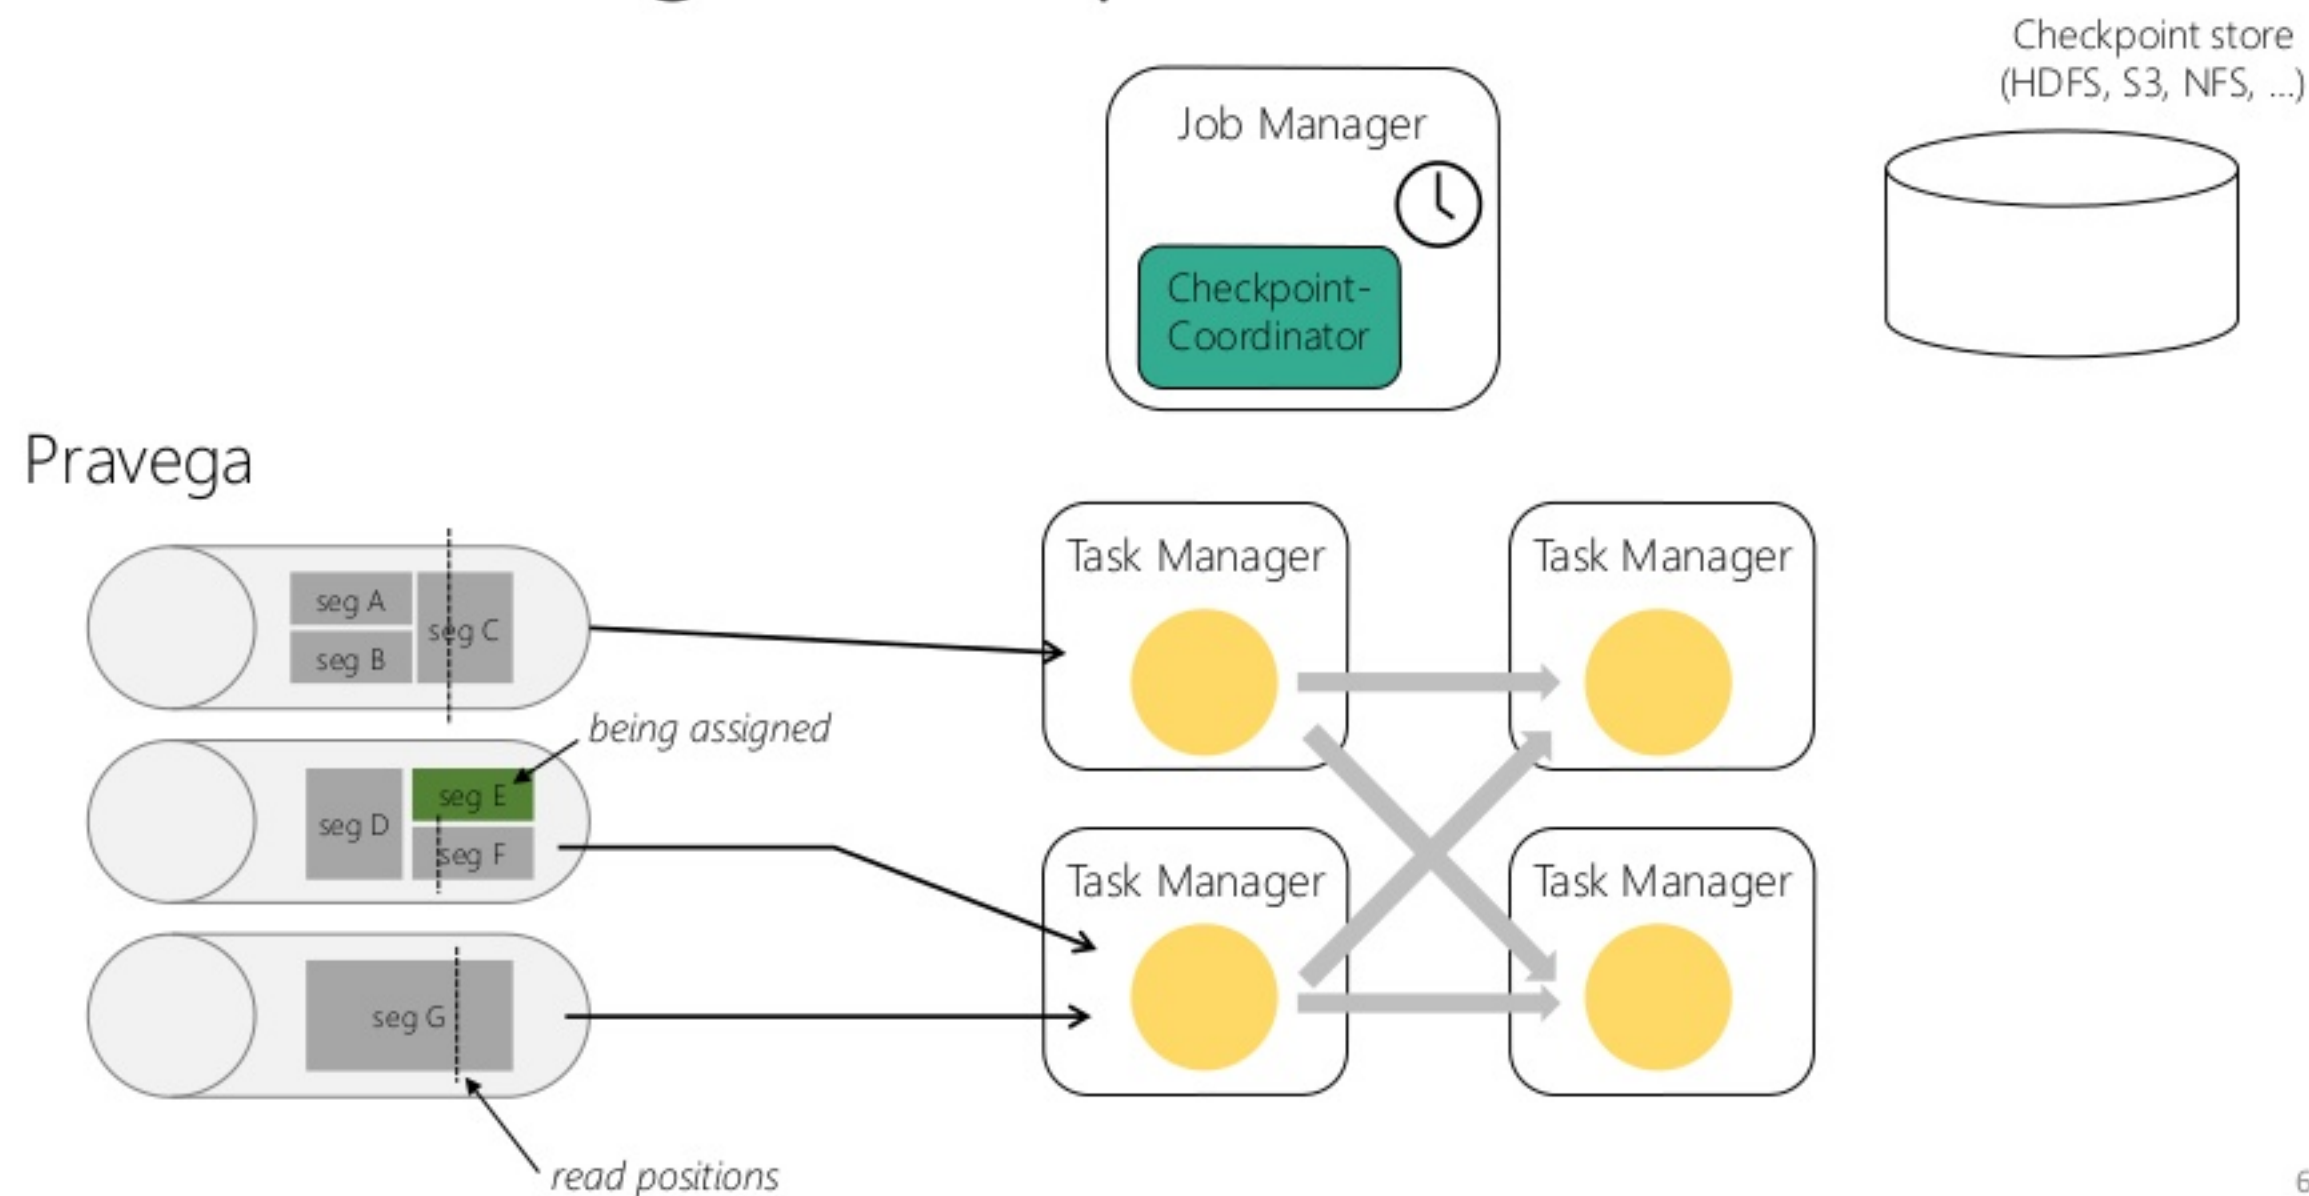 Checkpoint store
(HDFS, S3, NFS, ...)
Job Manager
Checkpoint-
Coordinator
Pravega
seg A
seg B
seg C
being assigned
seg D
seg E
seg F
seg G
read positions
Task Manager
Task Manager
Task Manager
Task Manager
6